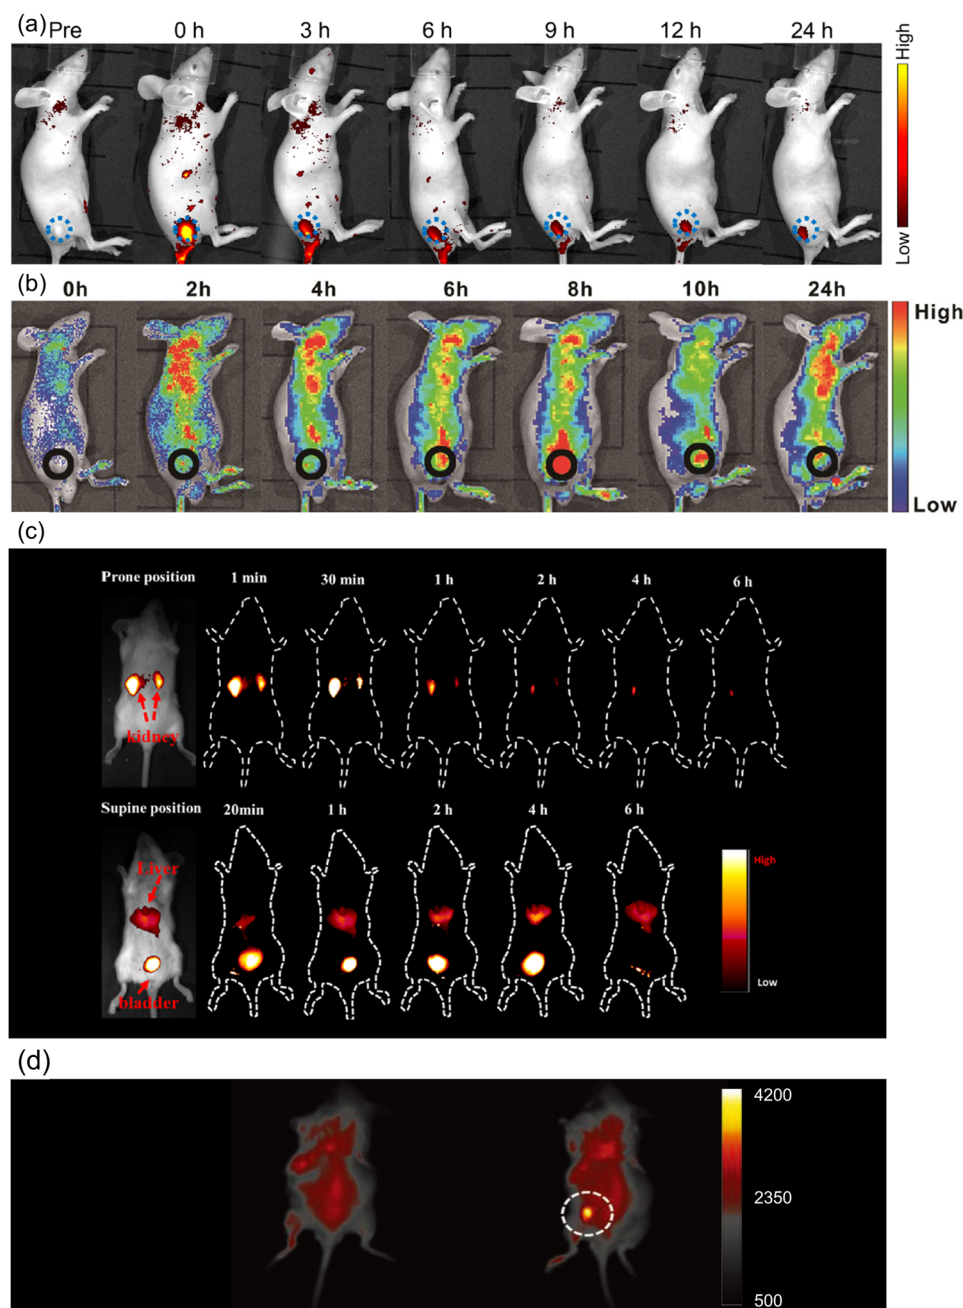 (a)
Pre 0 h 3 h 6 h 9 h 12 h 24 h
High
Low
(b)
0h 2h 4h 6h 8h 10h 24h
High
Low
(c)
Prone position 1 min 30 min 1 h 2 h 4 h 6 h
kidney
Supine position 20min 1 h 2 h 4 h 6 h
Liver
High
bladder
Low
(d)
4200
2350
500